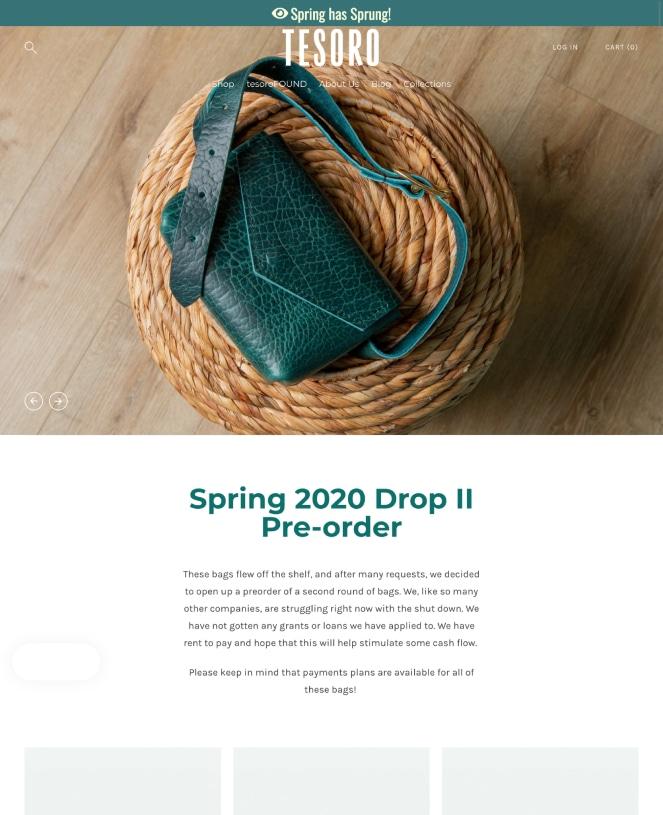 Spring has Sprung!
TESORO
LOG IN
CART (0)
Shop tesoroFOUND About Us Blog Collections
Spring 2020 Drop II
Pre-order
These bags flew off the shelf, and after many requests, we decided
to open up a preorder of a second round of bags. We, like so many
other companies, are struggling right now with the shut down. We
have not gotten any grants or loans we have applied to. We have
rent to pay and hope that this will help stimulate some cash flow.
Please keep in mind that payments plans are available for all of
these bags!